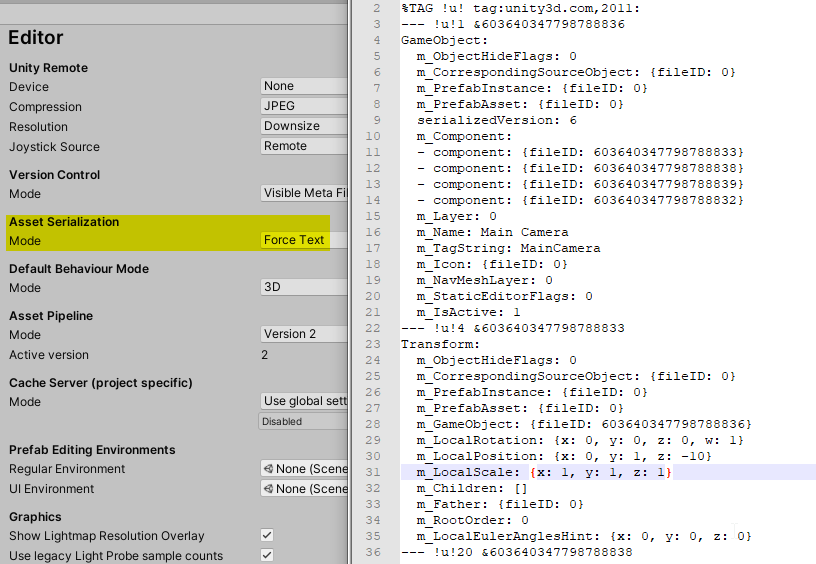 Editor
Unity Remote
Device None
Compression JPEG
Resolution Downsize
Joystick Source Remote
Version Control
Mode Visible Meta Fi
Asset Serialization
Mode Force Text
Default Behaviour Mode
Mode 3D
Asset Pipeline
Mode Version 2
Active version 2
Cache Server (project specific)
Mode Use global sett
Disabled
Prefab Editing Environments
Regular Environment None (Scene
UI Environment None (Scene
Graphics
Show Lightmap Resolution Overlay
Use legacy Light Probe sample counts
2 %TAG !u! tag:unity3d.com,2011:
3 --- !u!1 &603640347798788836
4 GameObject:
5 m_ObjectHideFlags: 0
6 m_CorrespondingSourceObject: {fileID: 0}
7 m_PrefabInstance: {fileID: 0}
8 m_PrefabAsset: {fileID: 0}
9 serializedVersion: 6
10 m_Component:
11 - component: {fileID: 603640347798788833}
12 - component: {fileID: 603640347798788838}
13 - component: {fileID: 603640347798788839}
14 - component: {fileID: 603640347798788832}
15 m_Layer: 0
16 m_Name: Main Camera
17 m_TagString: MainCamera
18 m_Icon: {fileID: 0}
19 m_NavMeshLayer: 0
20 m_StaticEditorFlags: 0
21 m_IsActive: 1
22 --- !u!4 &603640347798788833
23 Transform:
24 m_ObjectHideFlags: 0
25 m_CorrespondingSourceObject: {fileID: 0}
26 m_PrefabInstance: {fileID: 0}
27 m_PrefabAsset: {fileID: 0}
28 m_GameObject: {fileID: 603640347798788836}
29 m_LocalRotation: {x: 0, y: 0, z: 0, w: 1}
30 m_LocalPosition: {x: 0, y: 1, z: -10}
31 m_LocalScale: {x: 1, y: 1, z: 1}
32 m_Children: []
33 m_Father: {fileID: 0}
34 m_RootOrder: 0
35 m_LocalEulerAnglesHint: {x: 0, y: 0, z: 0}
36 --- !u!20 &603640347798788838